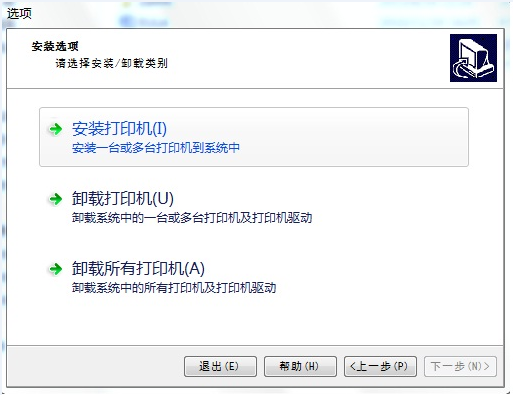 选项
安装选项
请选择安装/卸载类别
安装打印机(I)
安装一台或多台打印机到系统中
卸载打印机(U)
卸载系统中的一台或多台打印机及打印机驱动
卸载所有打印机(A)
卸载系统中的所有打印机及打印机驱动
退出(E) 帮助(H) <上一步(P) 下一步(N)>